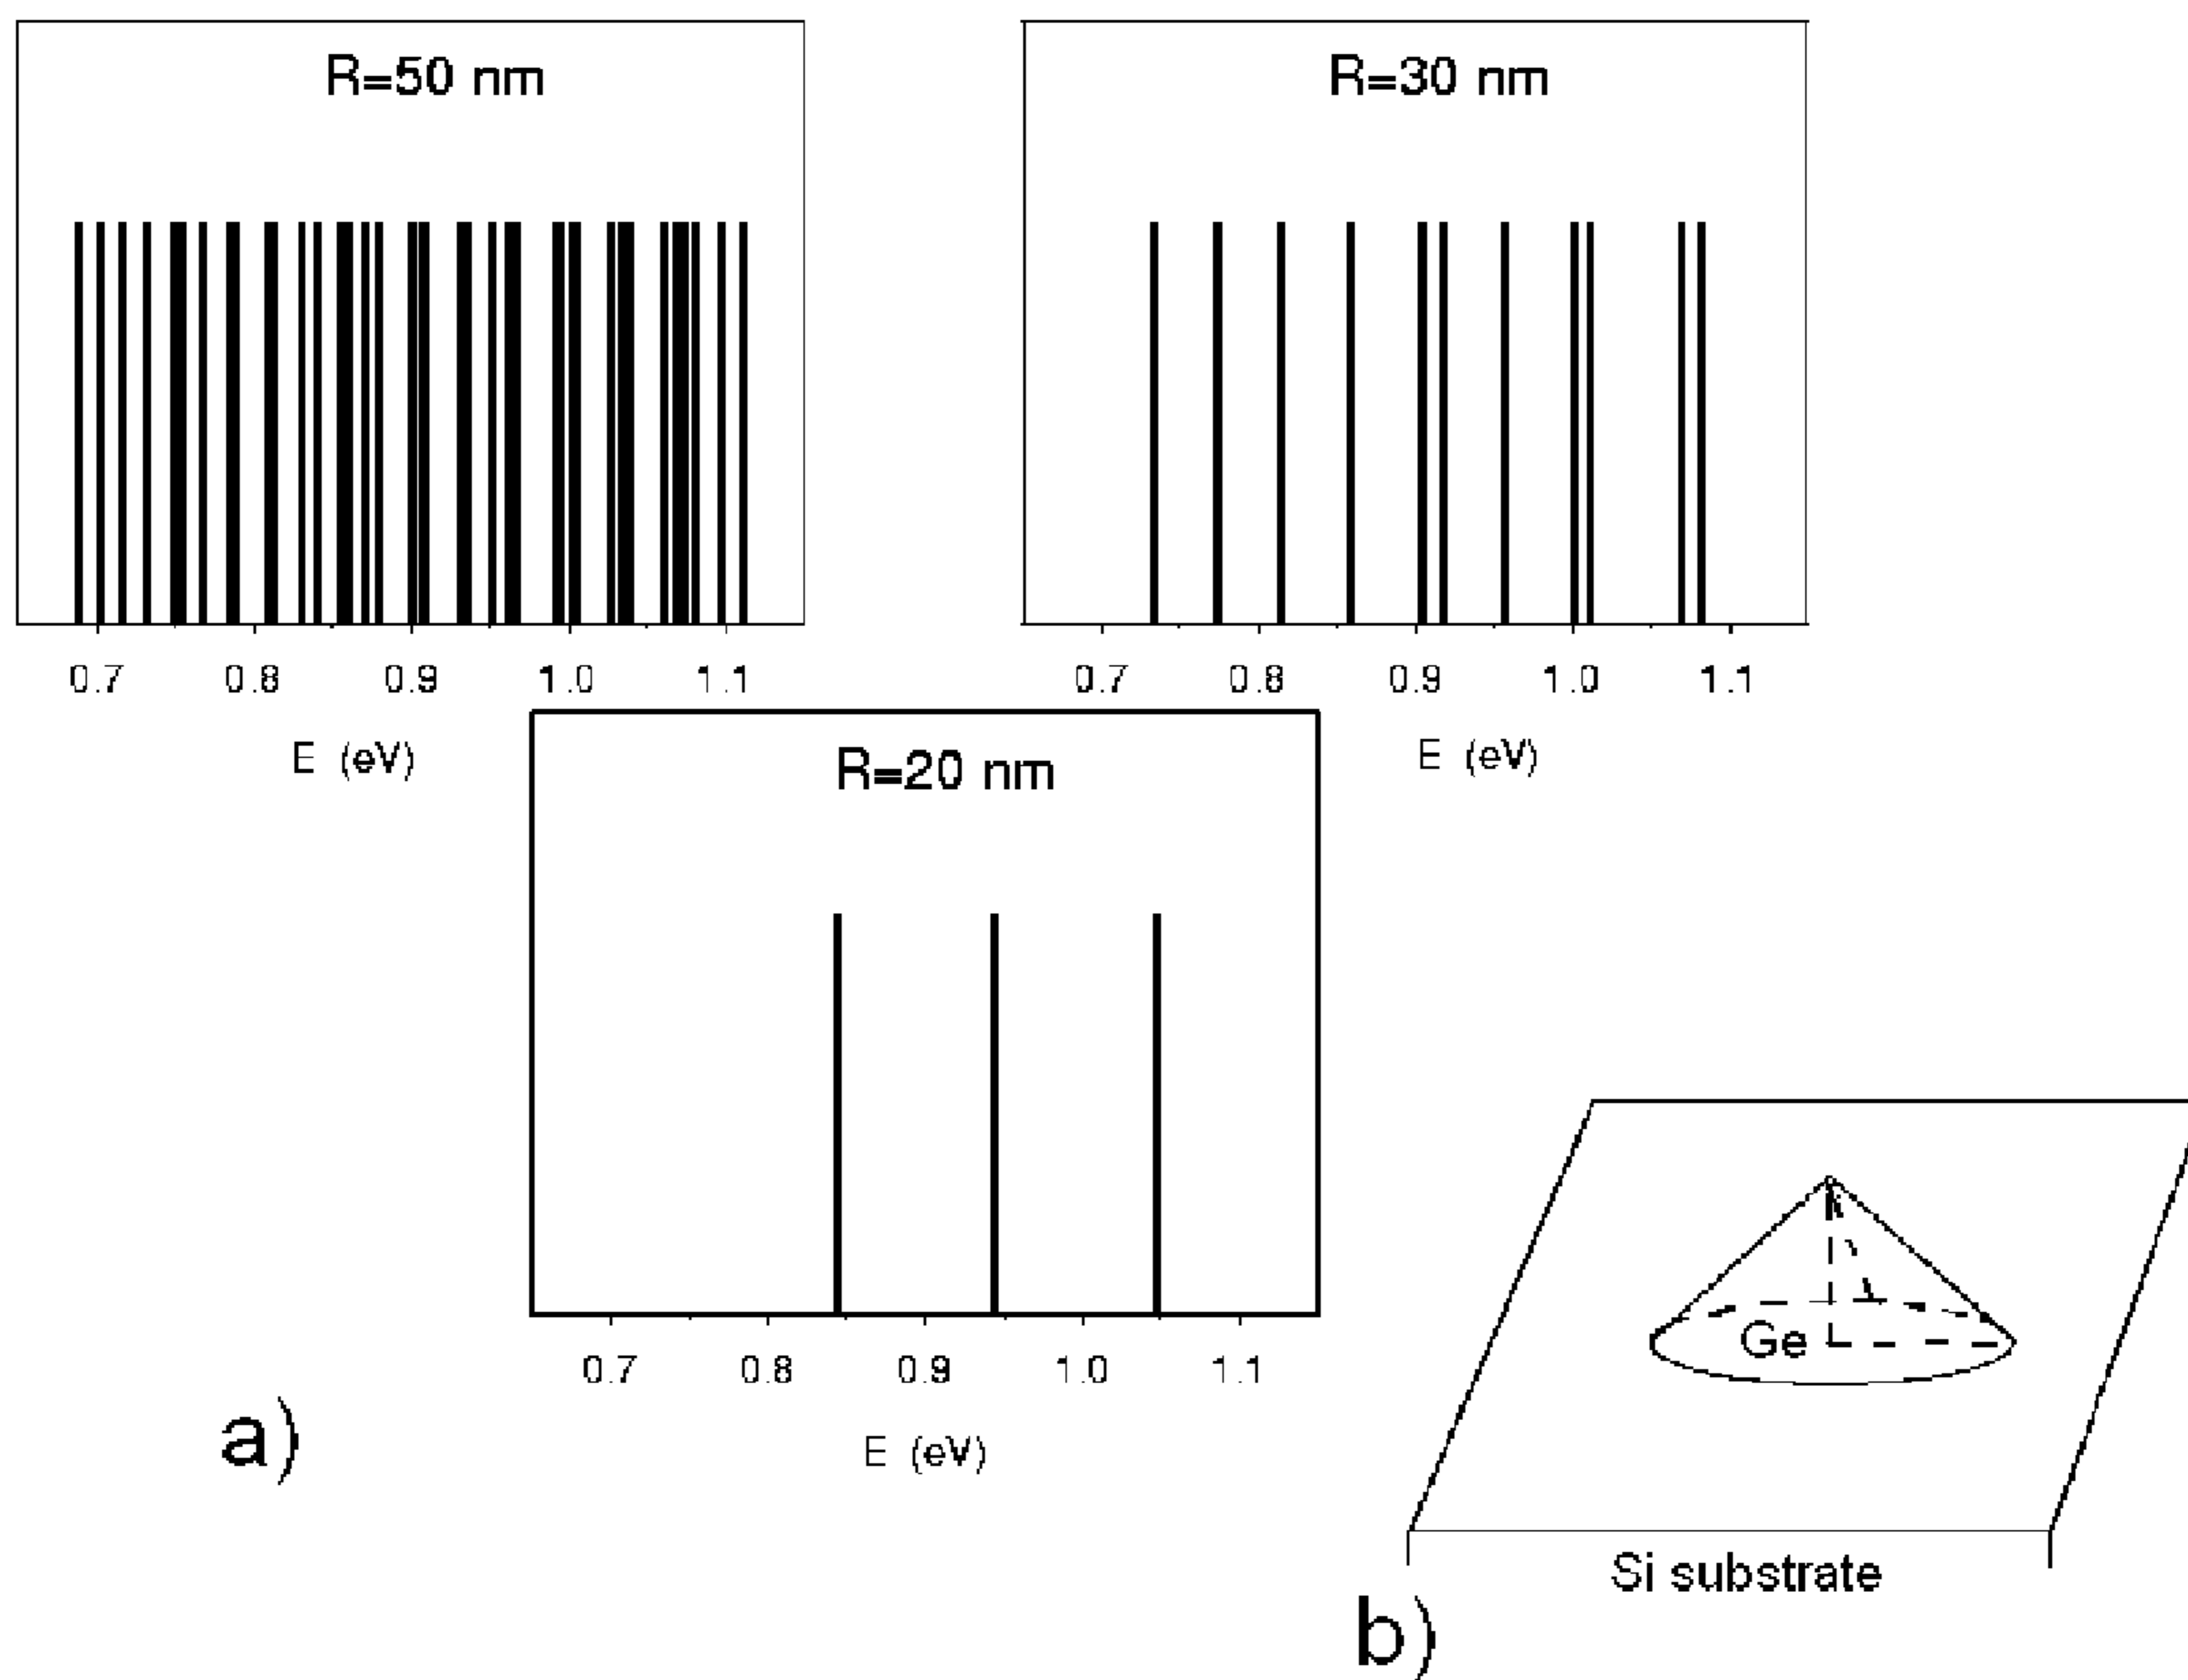 R=50 nm
0.7 0.8 0.9 1.0 1.1
E (eV)
R=30 nm
0.7 0.8 0.9 1.0 1.1
E (eV)
R=20 nm
0.7 0.8 0.9 1.0 1.1
E (eV)
a)
Ge
Si substrate
b)